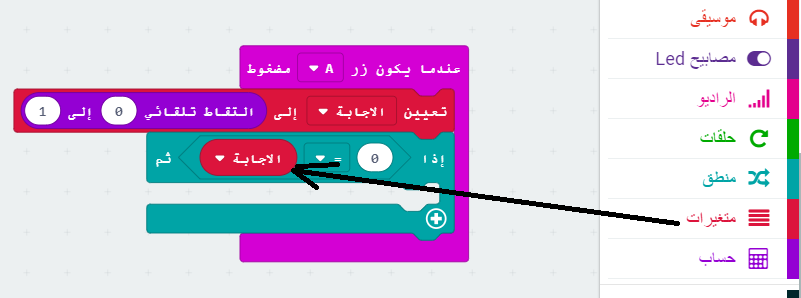 عندما يكون زر A مضغوط
تعيين الاجابة إلى التقاط تلقائي 0 إلى 1
إذا 0 = الاجابة ثم
موسيقى
مصابيح Led
الراديو
حلقات
منطق
متغيرات
حساب